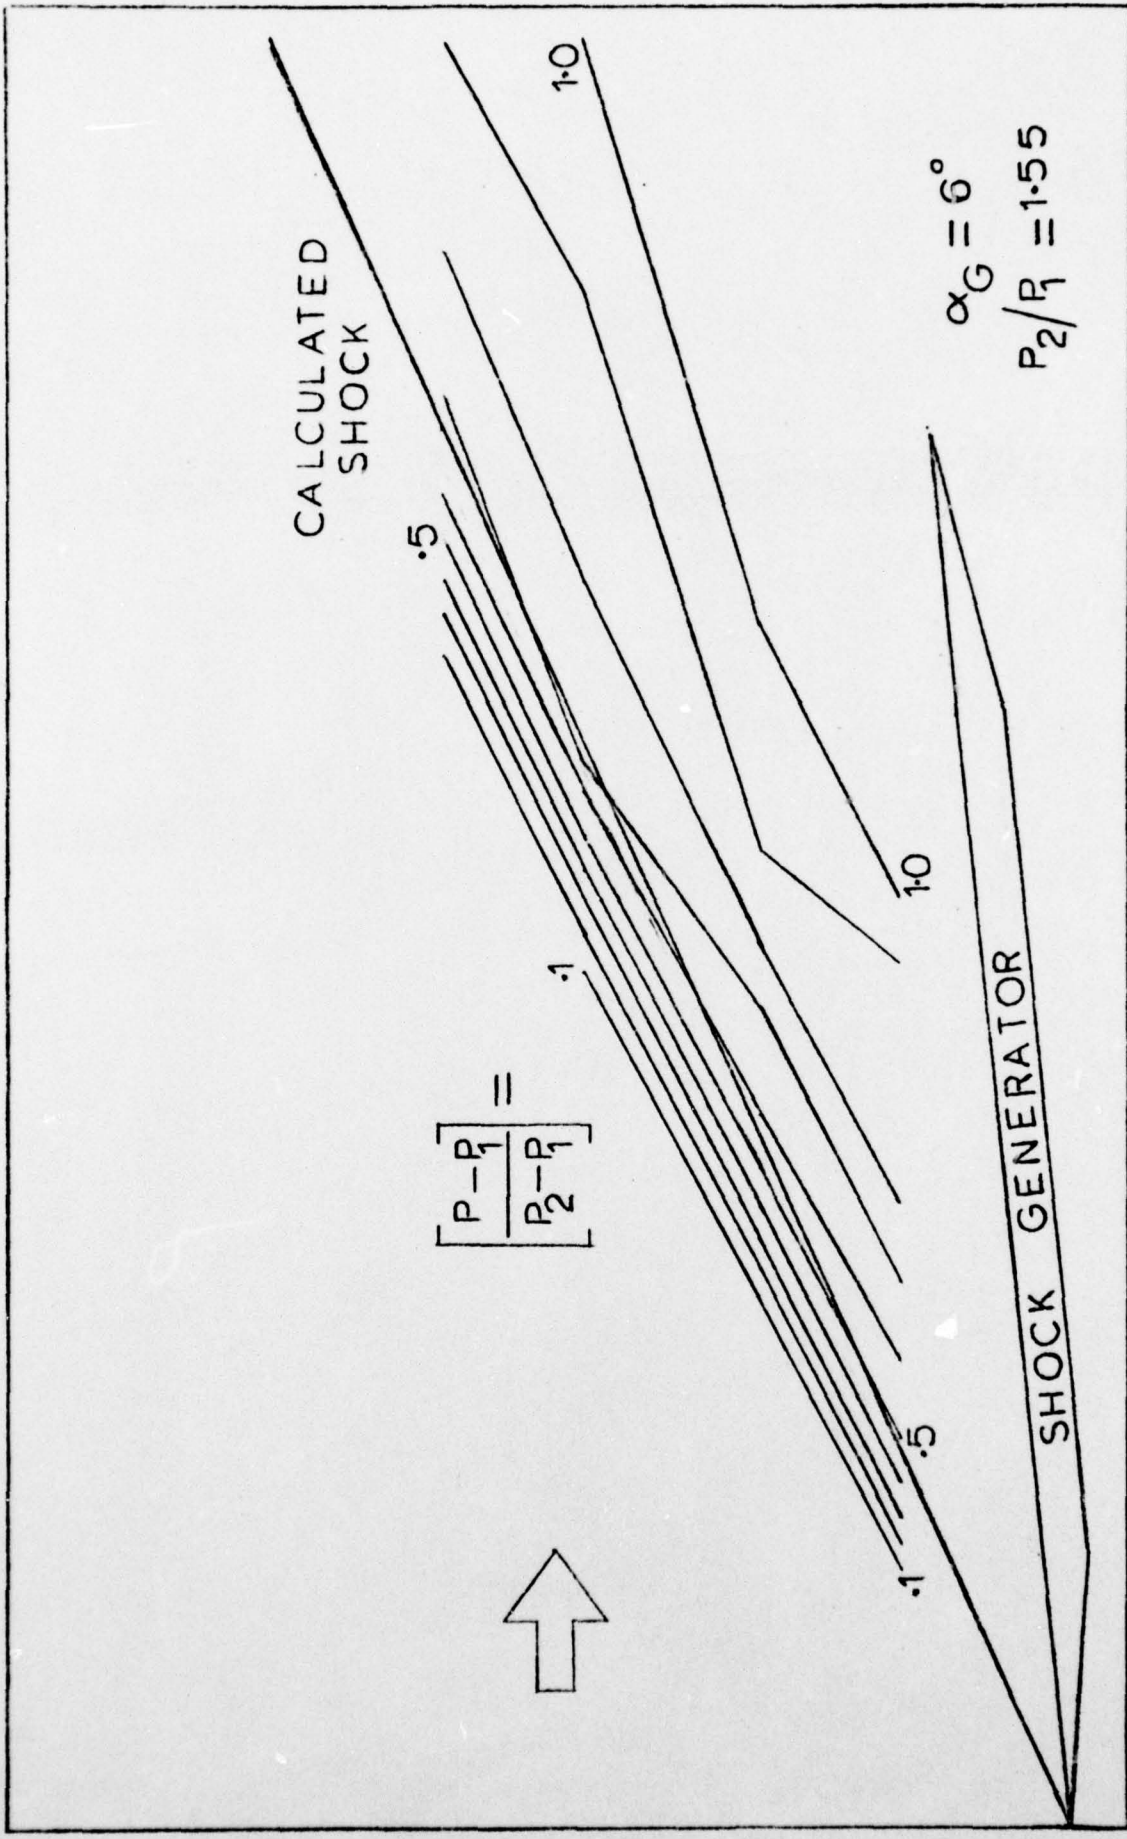 CALCULATED
SHOCK
1.0
.5
.1
[P-P₁/P₂-P₁] =
.1
.5
1.0
SHOCK GENERATOR
α_G = 6°
P₂/P₁ = 1.55